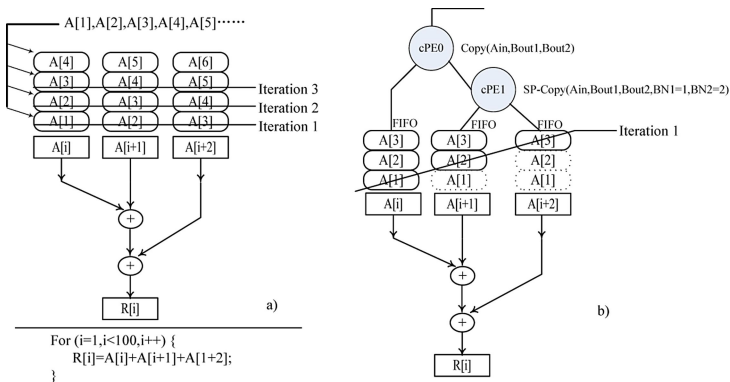 A[1],A[2],A[3],A[4],A[5]······
A[4] A[5] A[6]
A[3] A[4] A[5] Iteration 3
A[2] A[3] A[4] Iteration 2
A[1] A[2] A[3] Iteration 1
A[i] A[i+1] A[i+2]
+
+
R[i]
a)
For (i=1,i<100,i++) {
R[i]=A[i]+A[i+1]+A[1+2];
}
cPE0 Copy(Ain,Bout1,Bout2)
cPE1 SP-Copy(Ain,Bout1,Bout2,BN1=1,BN2=2)
FIFO FIFO FIFO
Iteration 1
A[3] A[3] A[3]
A[2] A[2] A[2]
A[1] A[1] A[1]
A[i] A[i+1] A[i+2]
+
+
R[i]
b)